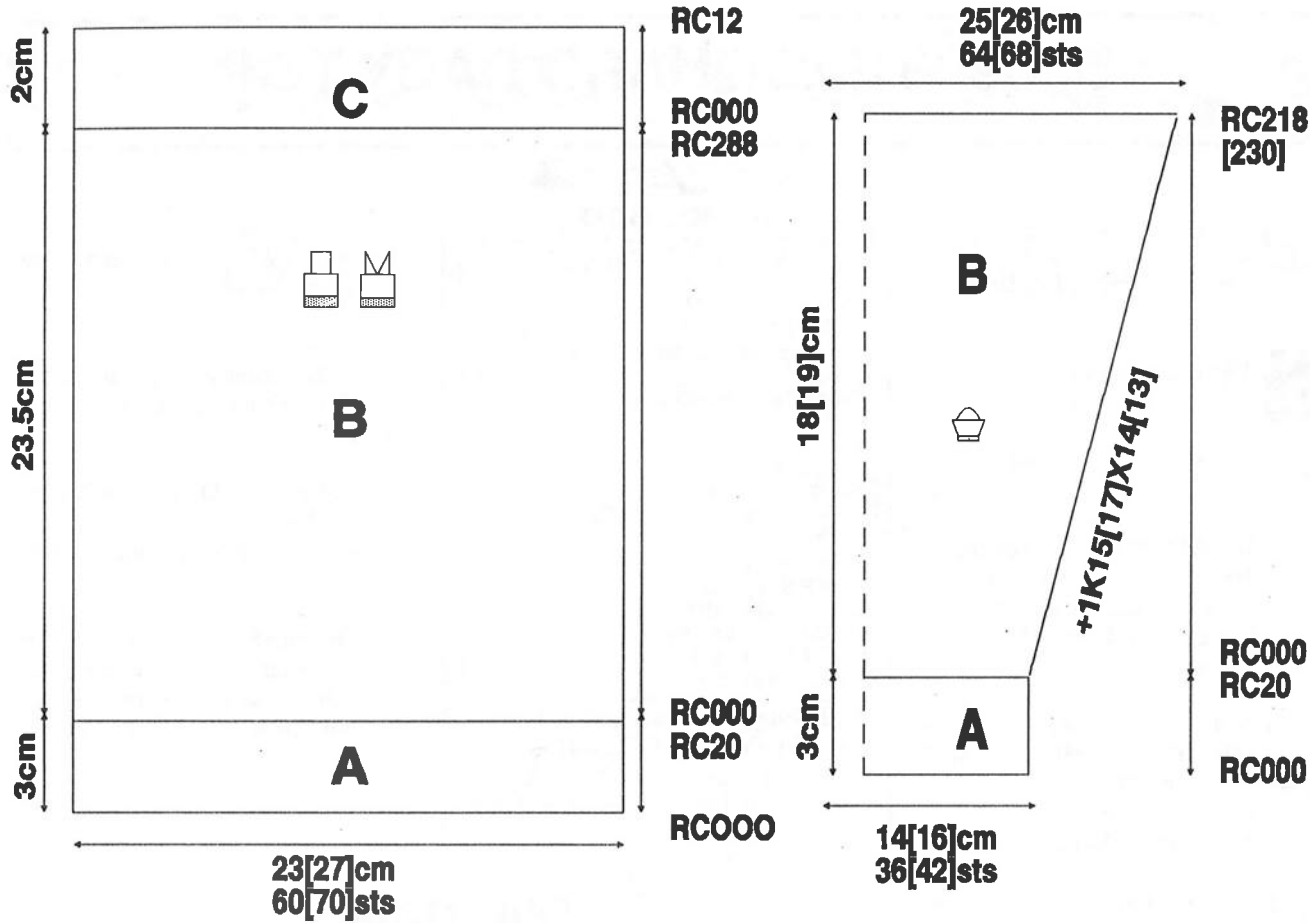 RC12
2cm
C
RC000
RC288
23.5cm
B
RC000
RC20
3cm
A
RCOOO
23[27]cm
60[70]sts
25[26]cm
64[68]sts
RC218
[230]
B
18[19]cm
+1K15[17]X14[13]
RC000
RC20
3cm
A
RC000
14[16]cm
36[42]sts